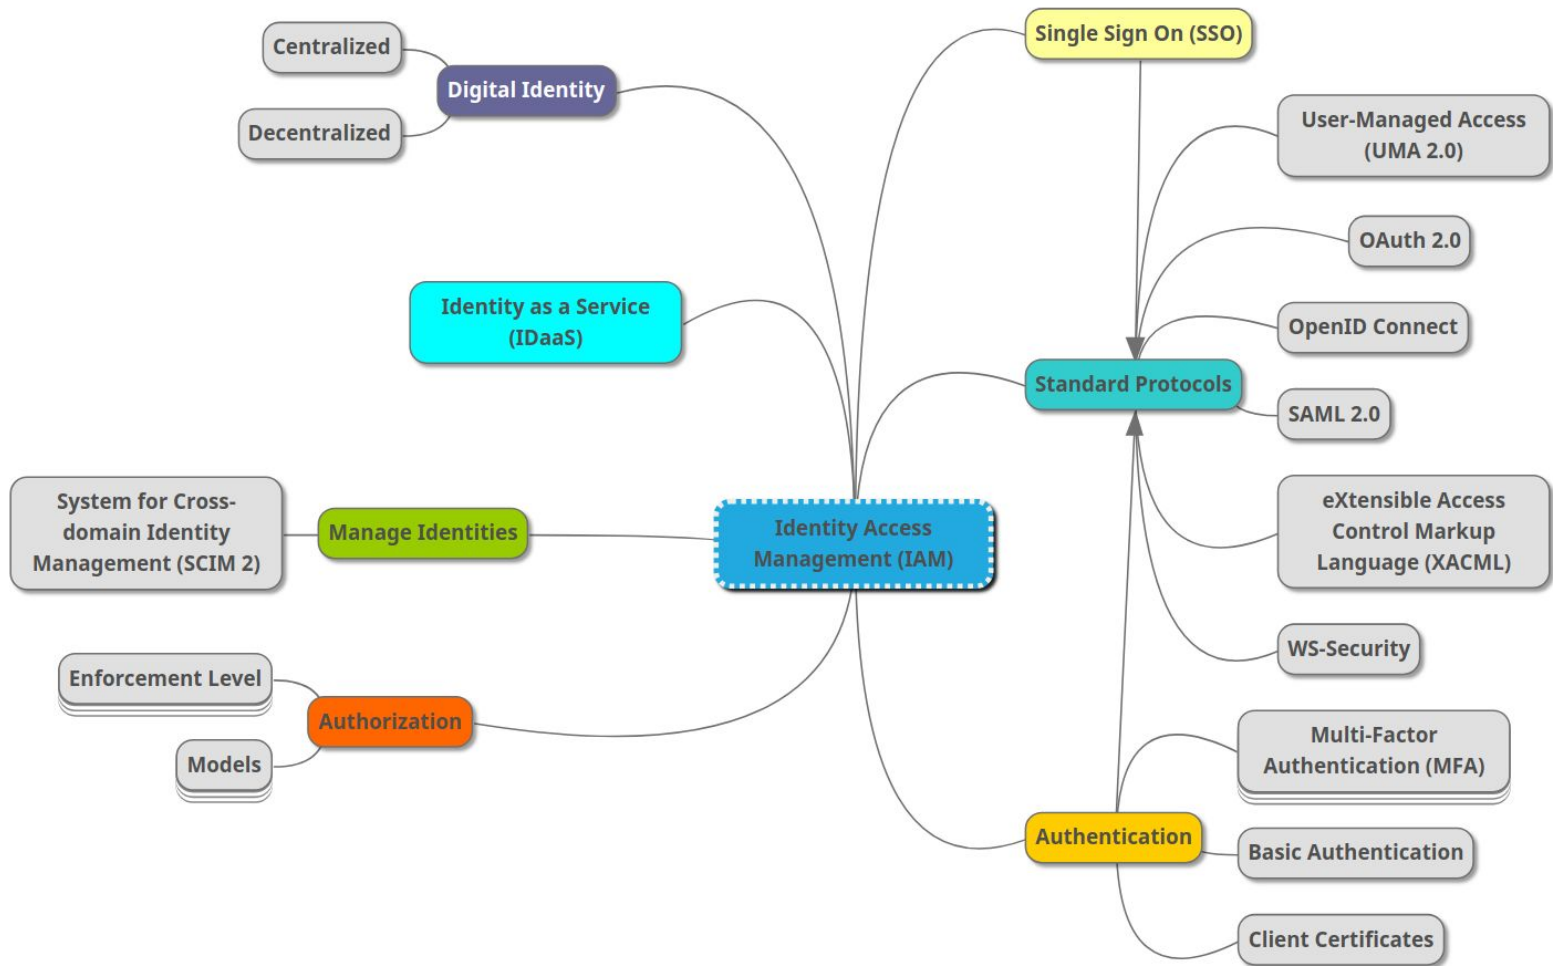 Single Sign On (SSO)
Centralized
Digital Identity
Decentralized
User-Managed Access
(UMA 2.0)
OAuth 2.0
Identity as a Service
(IDaaS)
OpenID Connect
Standard Protocols
SAML 2.0
System for Cross-
domain Identity
Management (SCIM 2)
Manage Identities
Identity Access
Management (IAM)
eXtensible Access
Control Markup
Language (XACML)
WS-Security
Enforcement Level
Authorization
Models
Multi-Factor
Authentication (MFA)
Authentication
Basic Authentication
Client Certificates